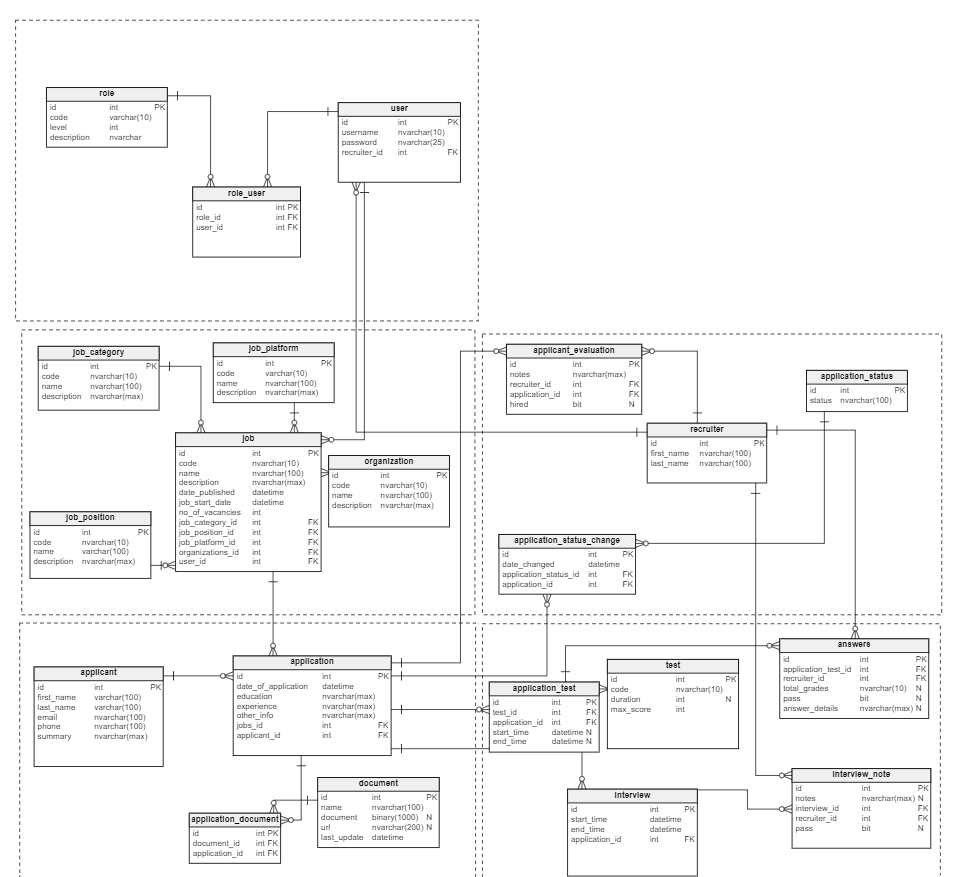 role
id int PK
code varchar(10)
level int
description nvarchar
user
id int PK
username nvarchar(10)
password nvarchar(25)
recruiter_id int FK
role_user
id int PK
role_id int FK
user_id int FK
job_category
id int PK
code nvarchar(10)
name nvarchar(100)
description nvarchar(max)
job_platform
id int PK
code varchar(10)
name nvarchar(100)
description nvarchar(max)
job
id int PK
code nvarchar(10)
name nvarchar(100)
description nvarchar(max)
date_published datetime
job_start_date datetime
no_of_vacancies int
job_category_id int FK
job_position_id int FK
job_platform_id int FK
organizations_id int FK
user_id int FK
organization
id int PK
code nvarchar(10)
name nvarchar(100)
description nvarchar(max)
job_position
id int PK
code nvarchar(10)
name varchar(100)
description nvarchar(max)
applicant_evaluation
id int PK
notes nvarchar(max)
recruiter_id int FK
application_id int FK
hired bit N
application_status
id int PK
status nvarchar(100)
recruiter
id int PK
first_name nvarchar(100)
last_name nvarchar(100)
application_status_change
id int PK
date_changed datetime
application_status_id int FK
application_id int FK
applicant
id int PK
first_name varchar(100)
last_name varchar(100)
email nvarchar(100)
phone nvarchar(100)
summary nvarchar(max)
application
id int PK
date_of_application datetime
education nvarchar(max)
experience nvarchar(max)
other_info nvarchar(max)
jobs_id int FK
applicant_id int FK
document
id int PK
name nvarchar(100)
document binary(1000) N
url nvarchar(200) N
last_update datetime
application_document
id int PK
document_id int FK
application_id int FK
application_test
id int PK
test_id int FK
application_id int FK
start_time datetime N
end_time datetime N
test
id int PK
code nvarchar(10)
duration int N
max_score int
answers
id int PK
application_test_id int FK
recruiter_id int FK
total_grades nvarchar(10) N
pass bit N
answer_details nvarchar(max) N
interview
id int PK
start_time datetime
end_time datetime
application_id int FK
interview_note
id int PK
notes nvarchar(max) N
interview_id int FK
recruiter_id int FK
pass bit N